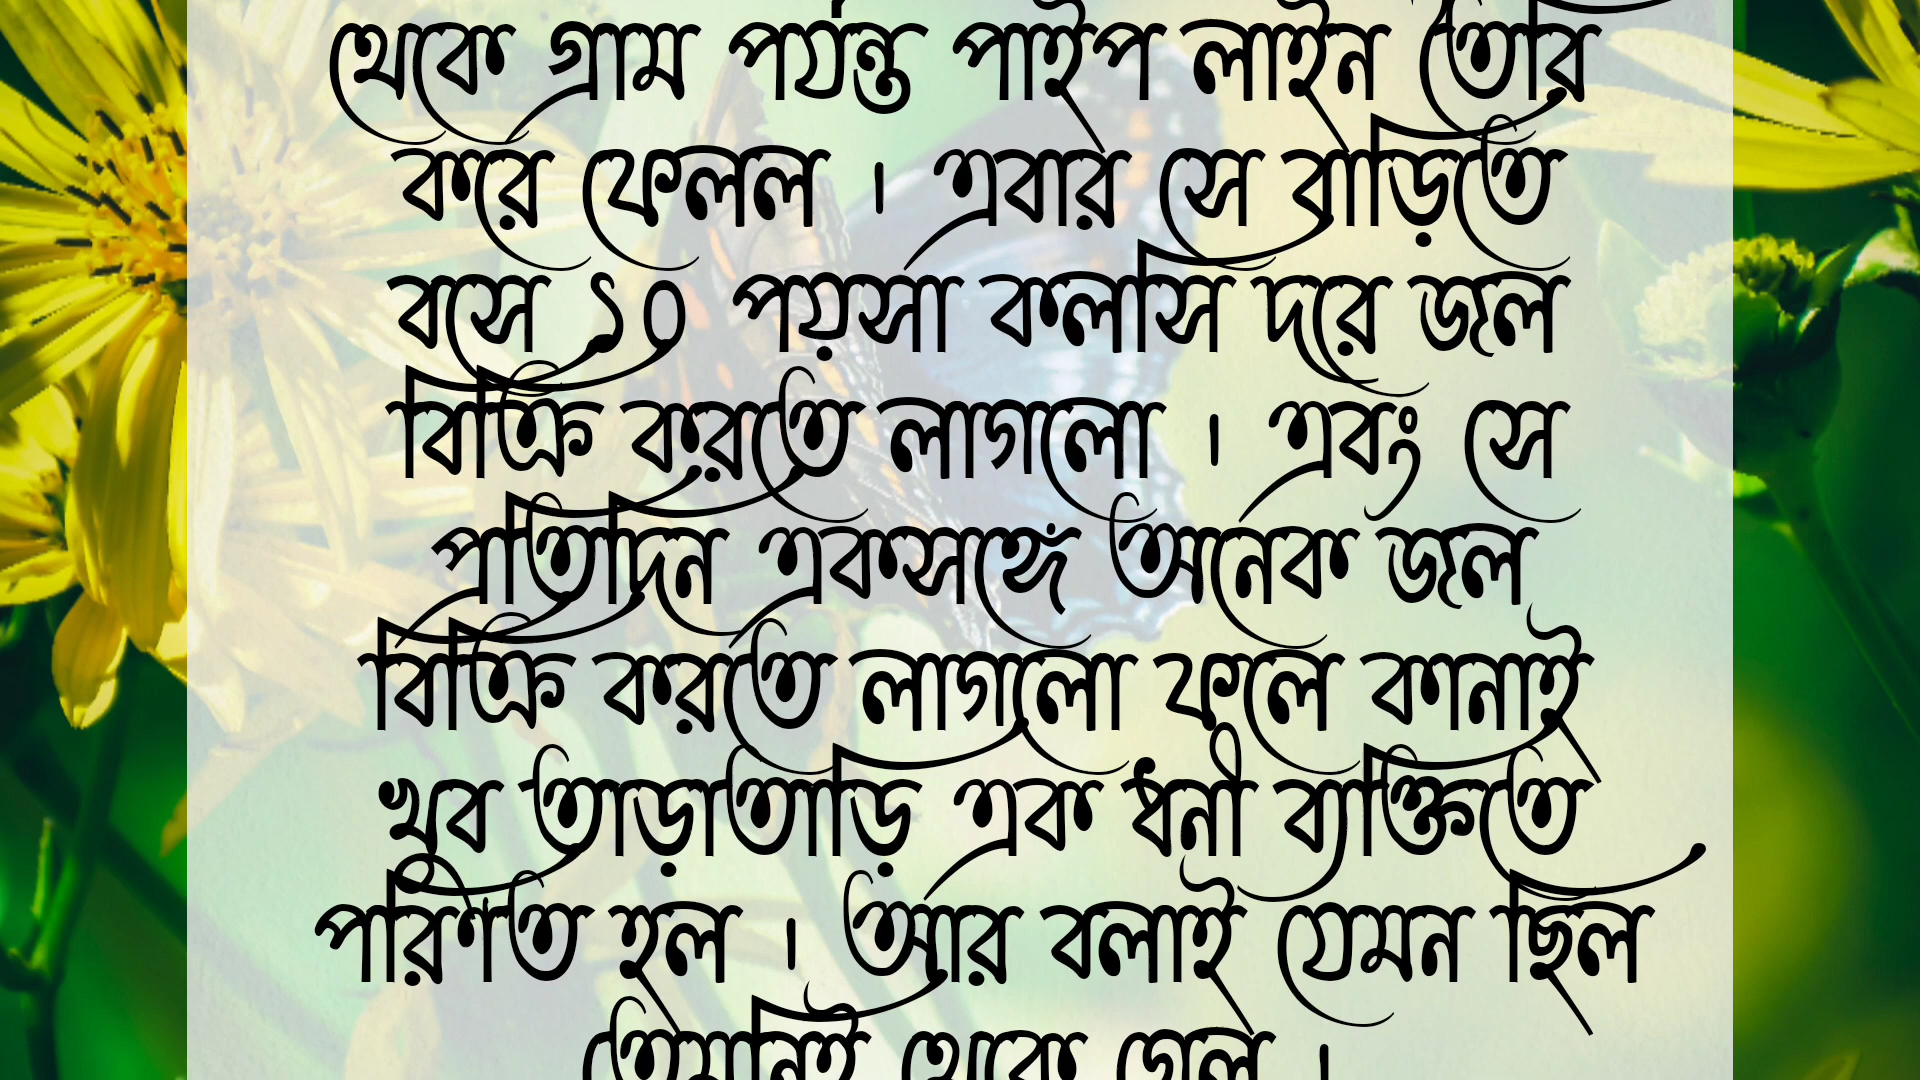 থেকে গ্রাম পর্যন্ত পাইপ লাইন তৈরি
করে ফেলল । এবার সে বাড়িতে
বসে ১০ পয়সা কলসি দরে জল
বিক্রি করতে লাগলো । এবং সে
প্রতিদিন একসঙ্গে অনেক জল
বিক্রি করতে লাগলো ফলে কানাই
খুব তাড়াতাড়ি এক ধনী ব্যক্তিতে
পরিণত হল । আর বলাই যেমন ছিল
তেমনিই থেকে গেল ।